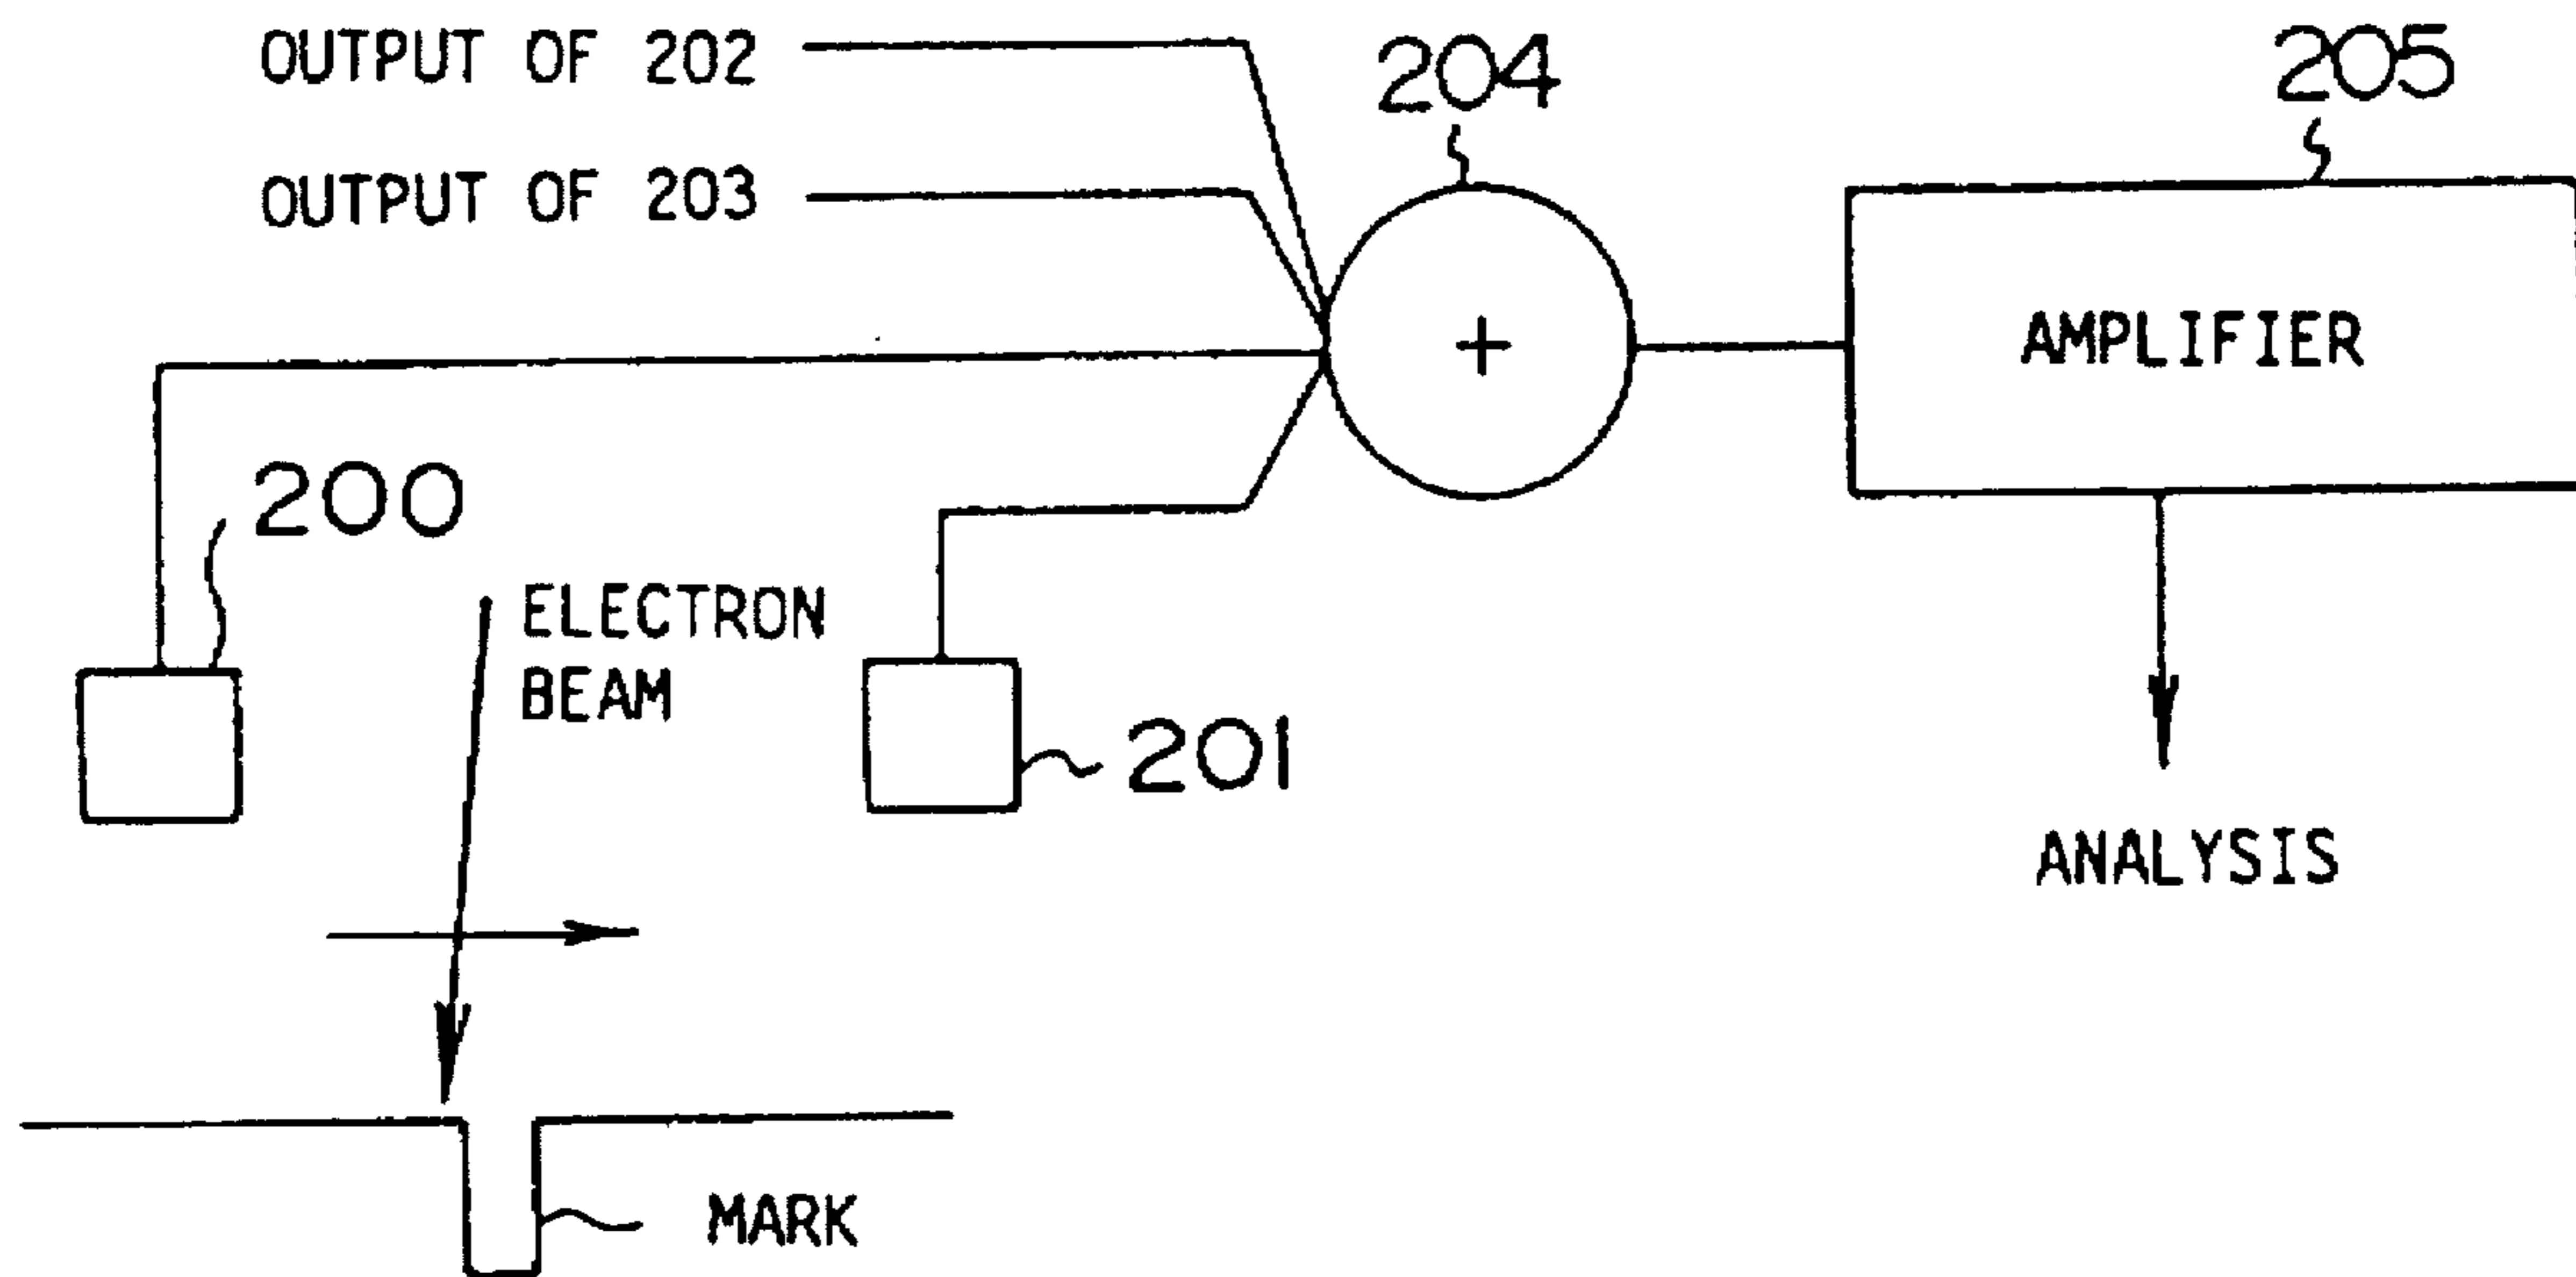 OUTPUT OF 202
204
205
OUTPUT OF 203
+
AMPLIFIER
200
ELECTRON
BEAM
201
ANALYSIS
MARK